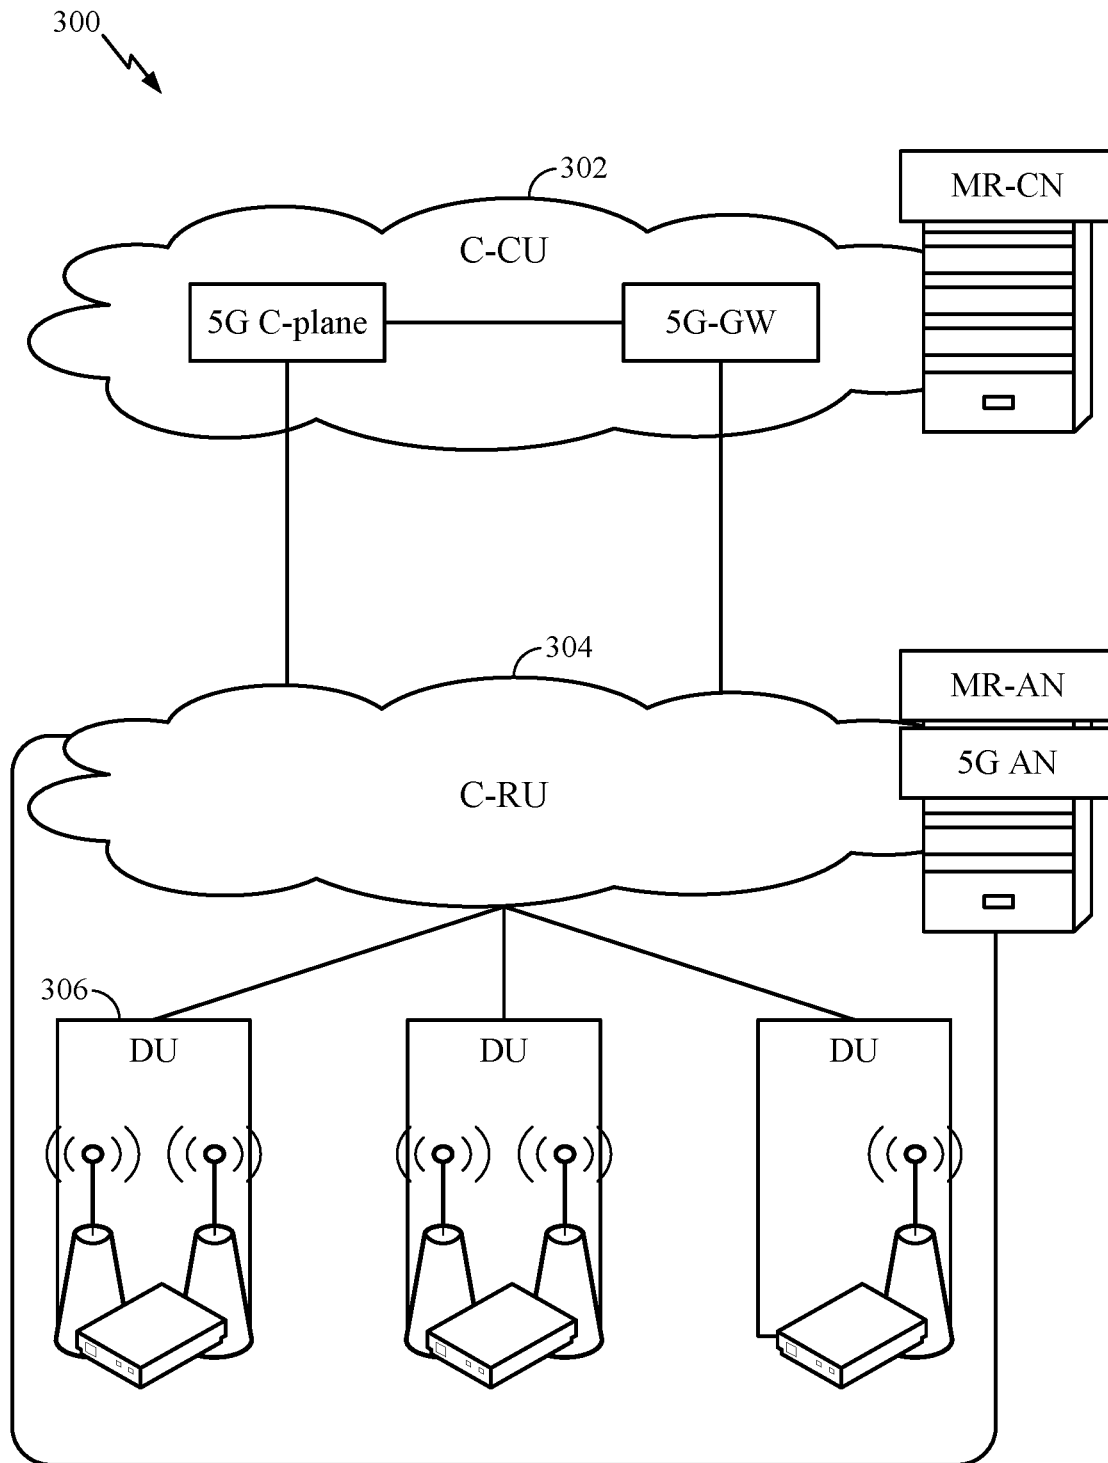 300
302
MR-CN
C-CU
5G C-plane
5G-GW
304
MR-AN
5G AN
C-RU
306
DU
DU
DU